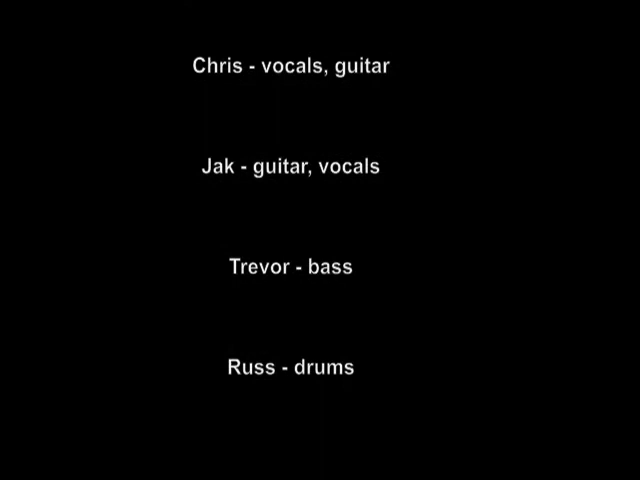 Chris - vocals, guitar
Jak - guitar, vocals
Trevor - bass
Russ - drums